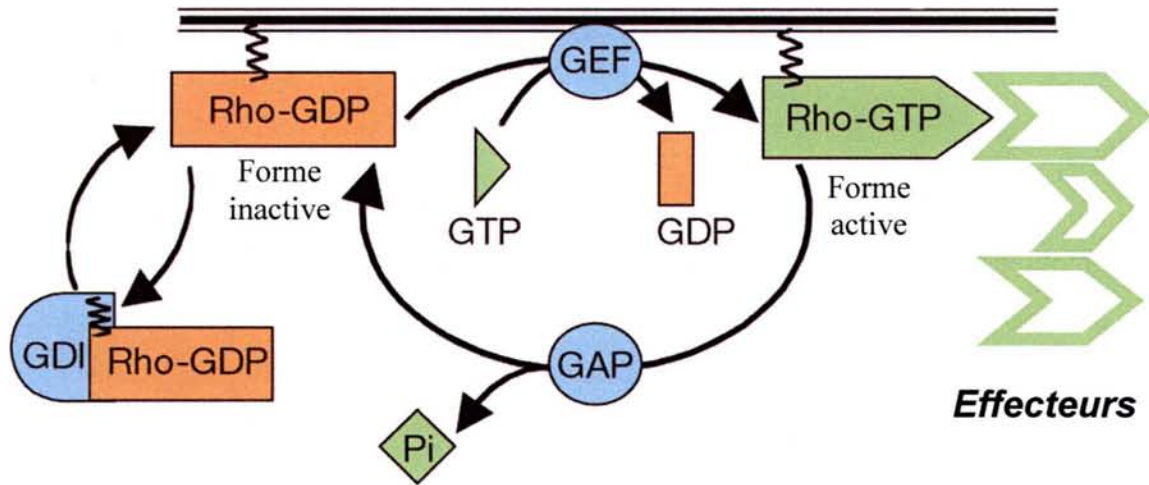 GEF
Rho-GDP
Rho-GTP
Forme
inactive
GTP
GDP
Forme
active
GDI
Rho-GDP
GAP
Effecteurs
Pi